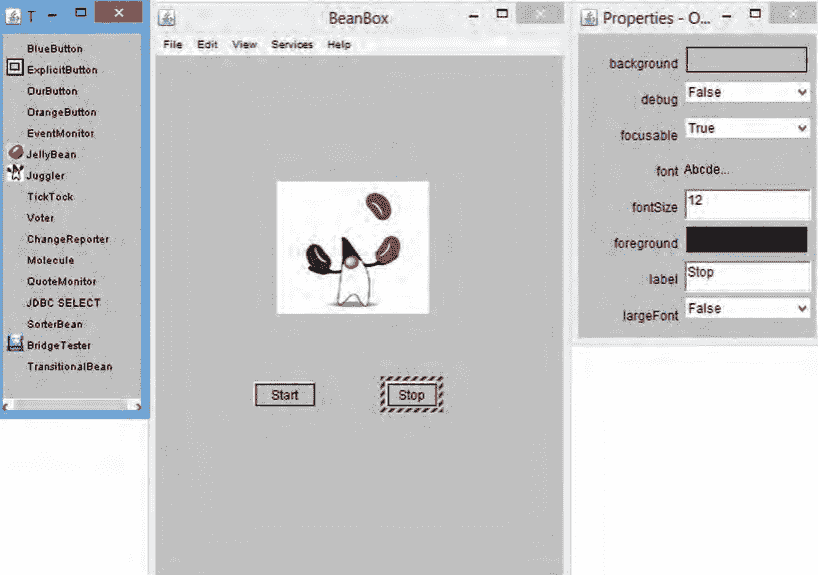 T
BlueButton
ExplicitButton
OurButton
OrangeButton
EventMonitor
JellyBean
Juggler
TickTock
Voter
ChangeReporter
Molecule
QuoteMonitor
JDBC SELECT
SorterBean
BridgeTester
TransitionalBean
BeanBox
File Edit View Services Help
Start Stop
Properties - O...
background
debug False
focusable True
font Abcde...
fontSize 12
foreground
label Stop
largeFont False